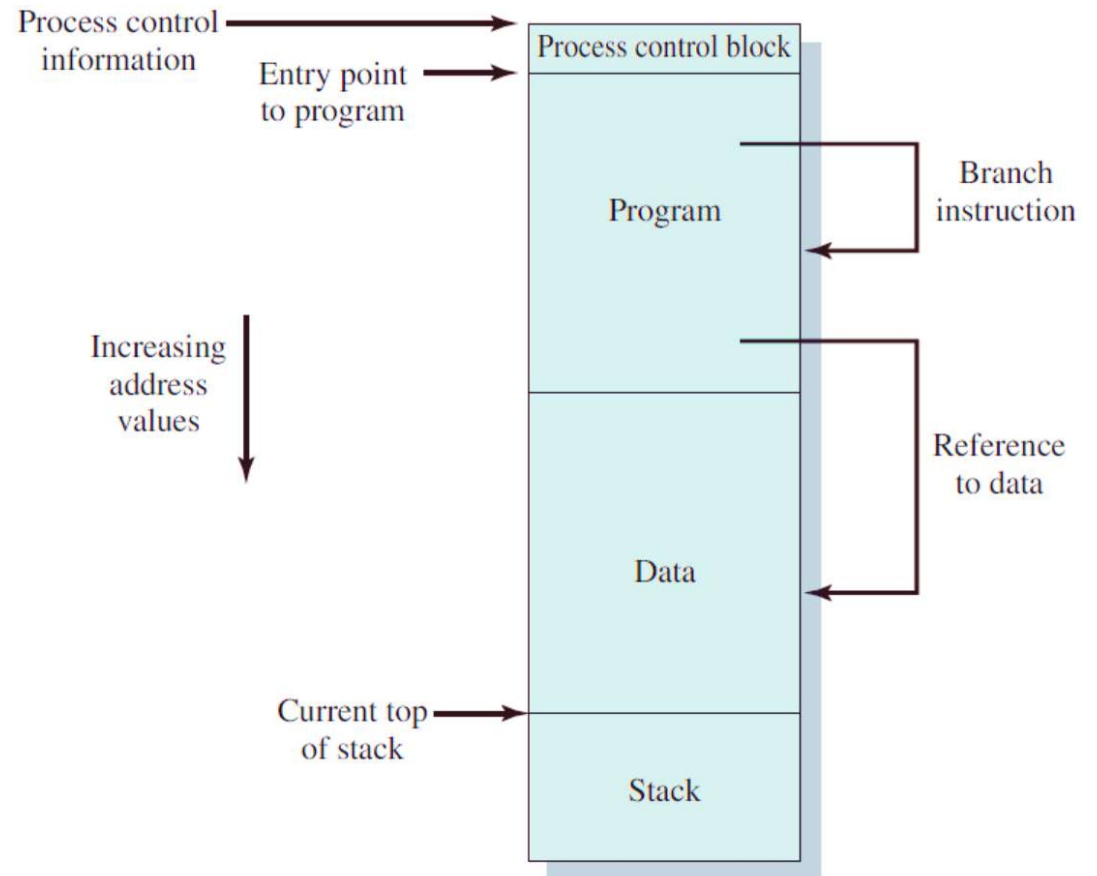 Process control
information
Process control block
Entry point
to program
Branch
instruction
Program
Increasing
address
values
Reference
to data
Data
Current top
of stack
Stack